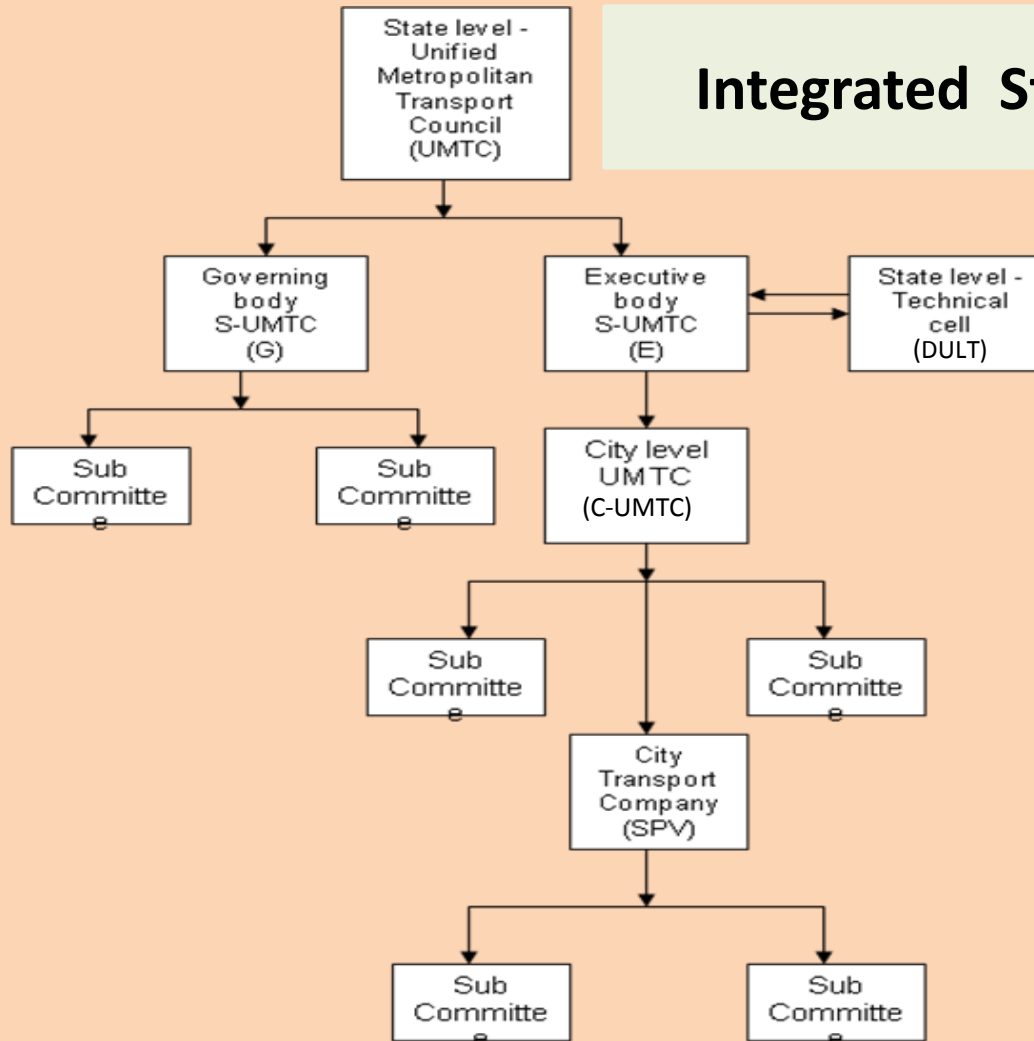 State level -
Unified
Metropolitan
Transport
Council
(UMTC)
Integrated
Governing
body
S-UMTC
(G)
Executive
body
S-UMTC
(E)
State level -
Technical
cell
(DULT)
Sub
Committe
e
Sub
Committe
e
City level
UMTC
(C-UMTC)
Sub
Committe
e
Sub
Committe
e
City
Transport
Company
(SPV)
Sub
Committe
e
Sub
Committe
e